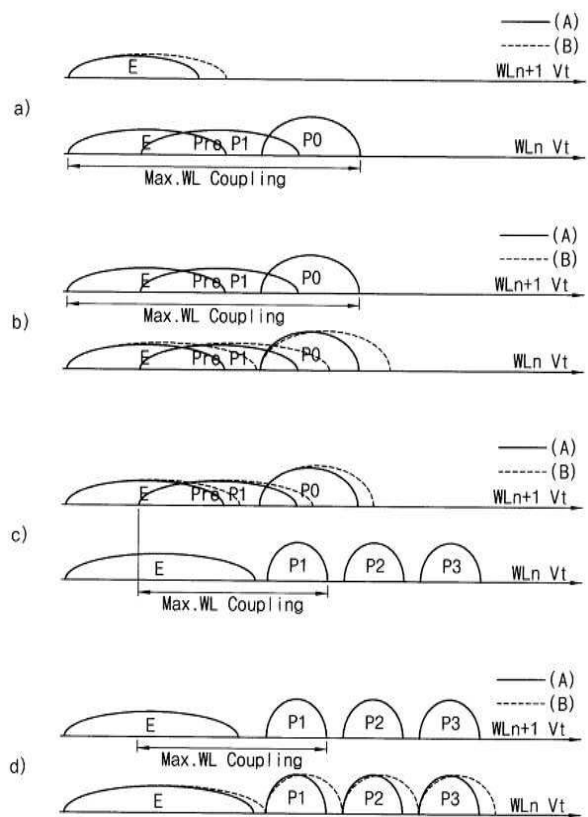 (A)
(B)
E
WLn+1 Vt
a)
E Pre P1 P0 WLn Vt
Max.WL Coupling
(A)
(B)
E Pre P1 P0 WLn+1 Vt
Max.WL Coupling
b)
E Pre P1 P0 WLn Vt
(A)
(B)
E Pre P1 P0 WLn+1 Vt
c)
E P1 P2 P3 WLn Vt
Max.WL Coupling
(A)
(B)
E P1 P2 P3 WLn+1 Vt
Max.WL Coupling
d)
E P1 P2 P3 WLn Vt